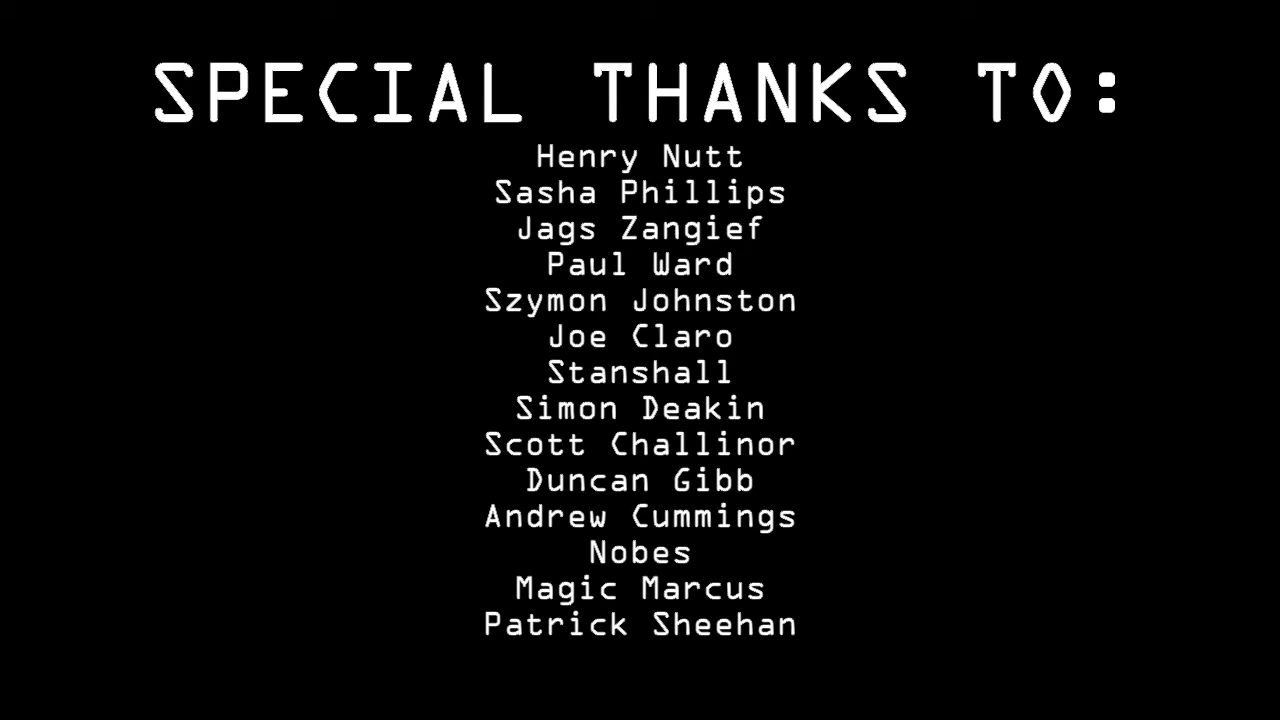 SPECIAL THANKS TO:
Henry Nutt
Sasha Phillips
Jags Zangief
Paul Ward
Szymon Johnston
Joe Claro
Stanshall
Simon Deakin
Scott Challinor
Duncan Gibb
Andrew Cummings
Nobes
Magic Marcus
Patrick Sheehan